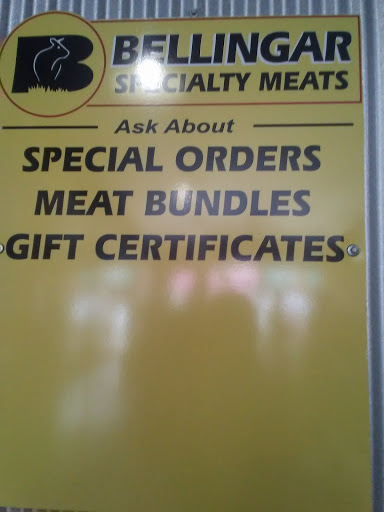 B BELLINGAR
SPECIALTY MEATS
Ask About
SPECIAL ORDERS
MEAT BUNDLES
GIFT CERTIFICATES